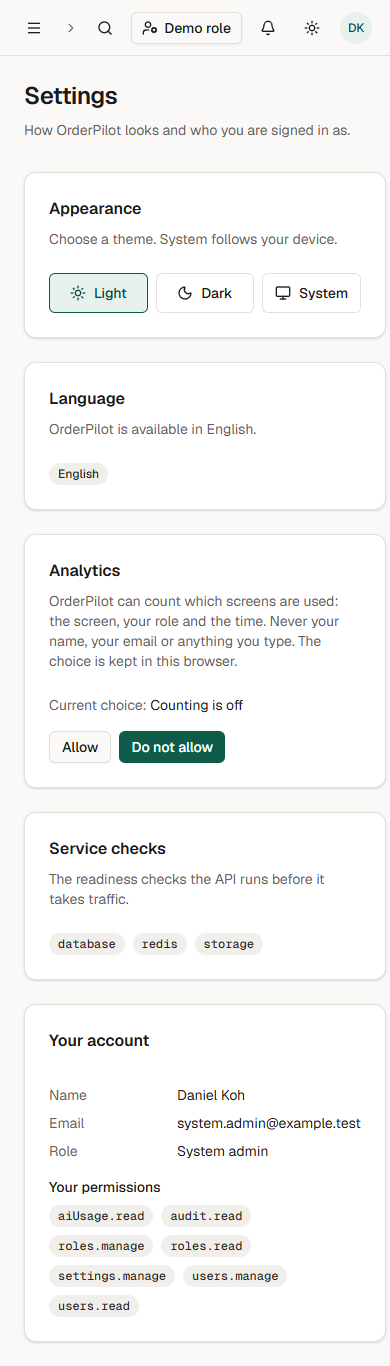 Demo role
DK
Settings
How OrderPilot looks and who you are signed in as.
Appearance
Choose a theme. System follows your device.
Light
Dark
System
Language
OrderPilot is available in English.
English
Analytics
OrderPilot can count which screens are used:
the screen, your role and the time. Never your
name, your email or anything you type. The
choice is kept in this browser.
Current choice: Counting is off
Allow
Do not allow
Service checks
The readiness checks the API runs before it
takes traffic.
database
redis
storage
Your account
Name
Daniel Koh
Email
system.admin@example.test
Role
System admin
Your permissions
aiUsage.read
audit.read
roles.manage
roles.read
settings.manage
users.manage
users.read